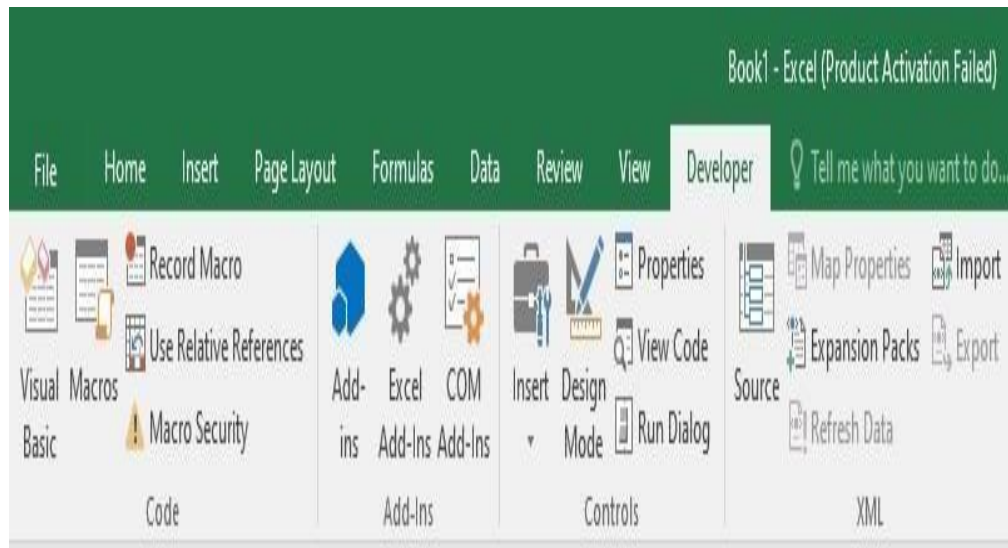 Book1 - Excel (Product Activation Failed)
File Home Insert Page Layout Formulas Data Review View Developer Tell me what you want to do...
Visual Basic
Macros
Record Macro
Use Relative References
Macro Security
Code
Add-ins
Excel Add-Ins
COM Add-Ins
Add-Ins
Insert
Design Mode
Properties
View Code
Run Dialog
Controls
Source
Map Properties
Expansion Packs
Refresh Data
Import
Export
XML